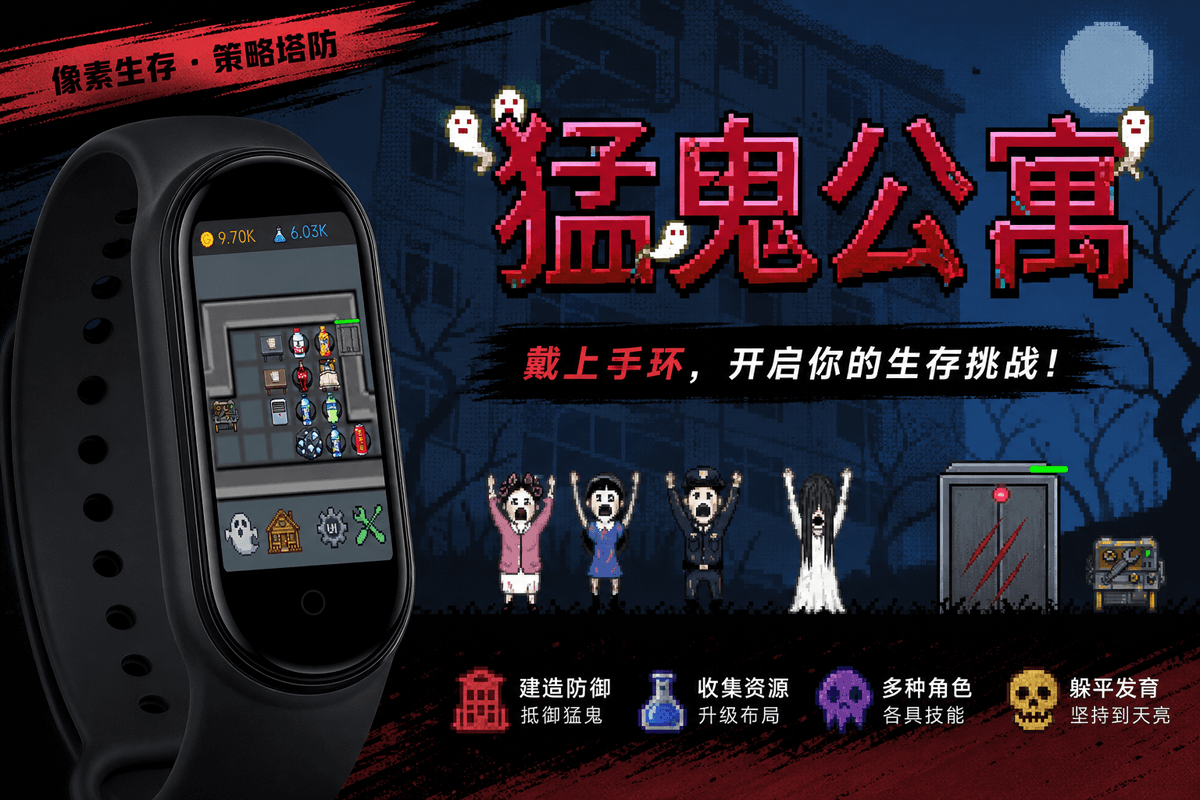 像素生存·策略塔防
猛鬼公寓
戴上手环，开启你的生存挑战！
9.70K 6.03K
UI
建造防御
抵御猛鬼
收集资源
升级布局
多种角色
各具技能
躲平发育
坚持到天亮